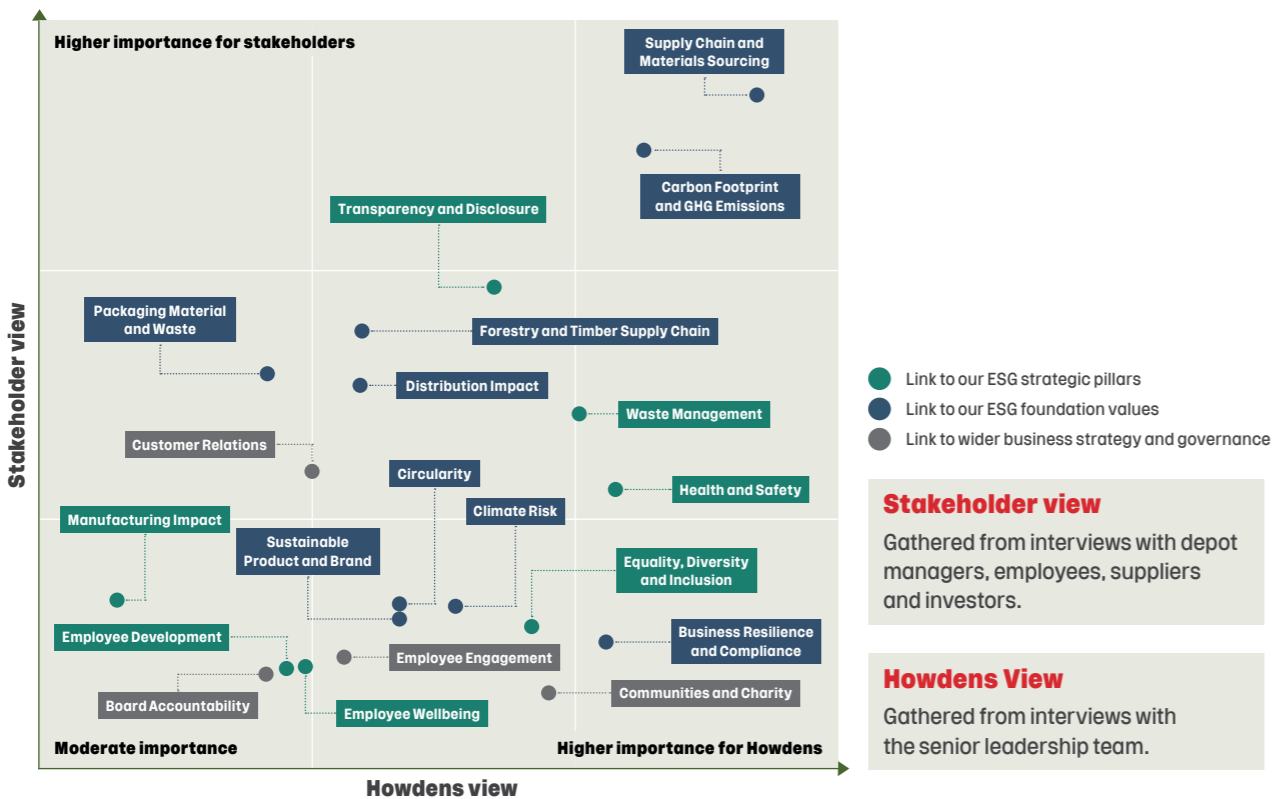 Higher importance for stakeholders
Supply Chain and
Materials Sourcing
Carbon Footprint
and GHG Emissions
Transparency and Disclosure
Packaging Material
and Waste
Forestry and Timber Supply Chain
Distribution Impact
Waste Management
Customer Relations
Circularity
Health and Safety
Climate Risk
Manufacturing Impact
Sustainable
Product and Brand
Equality, Diversity
and Inclusion
Employee Development
Business Resilience
and Compliance
Employee Engagement
Communities and Charity
Board Accountability
Employee Wellbeing
Moderate importance
Higher importance for Howdens
Stakeholder view
Howdens view
Link to our ESG strategic pillars
Link to our ESG foundation values
Link to wider business strategy and governance
Stakeholder view
Gathered from interviews with depot
managers, employees, suppliers
and investors.
Howdens View
Gathered from interviews with
the senior leadership team.